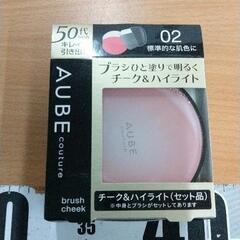 50代
キレイ
引き出す
02
標準的な肌色に
ブラシひと塗りで明るく
チーク&ハイライト
AUBE
couture
AUBE
couture
brush
cheek
チーク&ハイライト(セット品)
※中身とブラシがセットしてあります
35